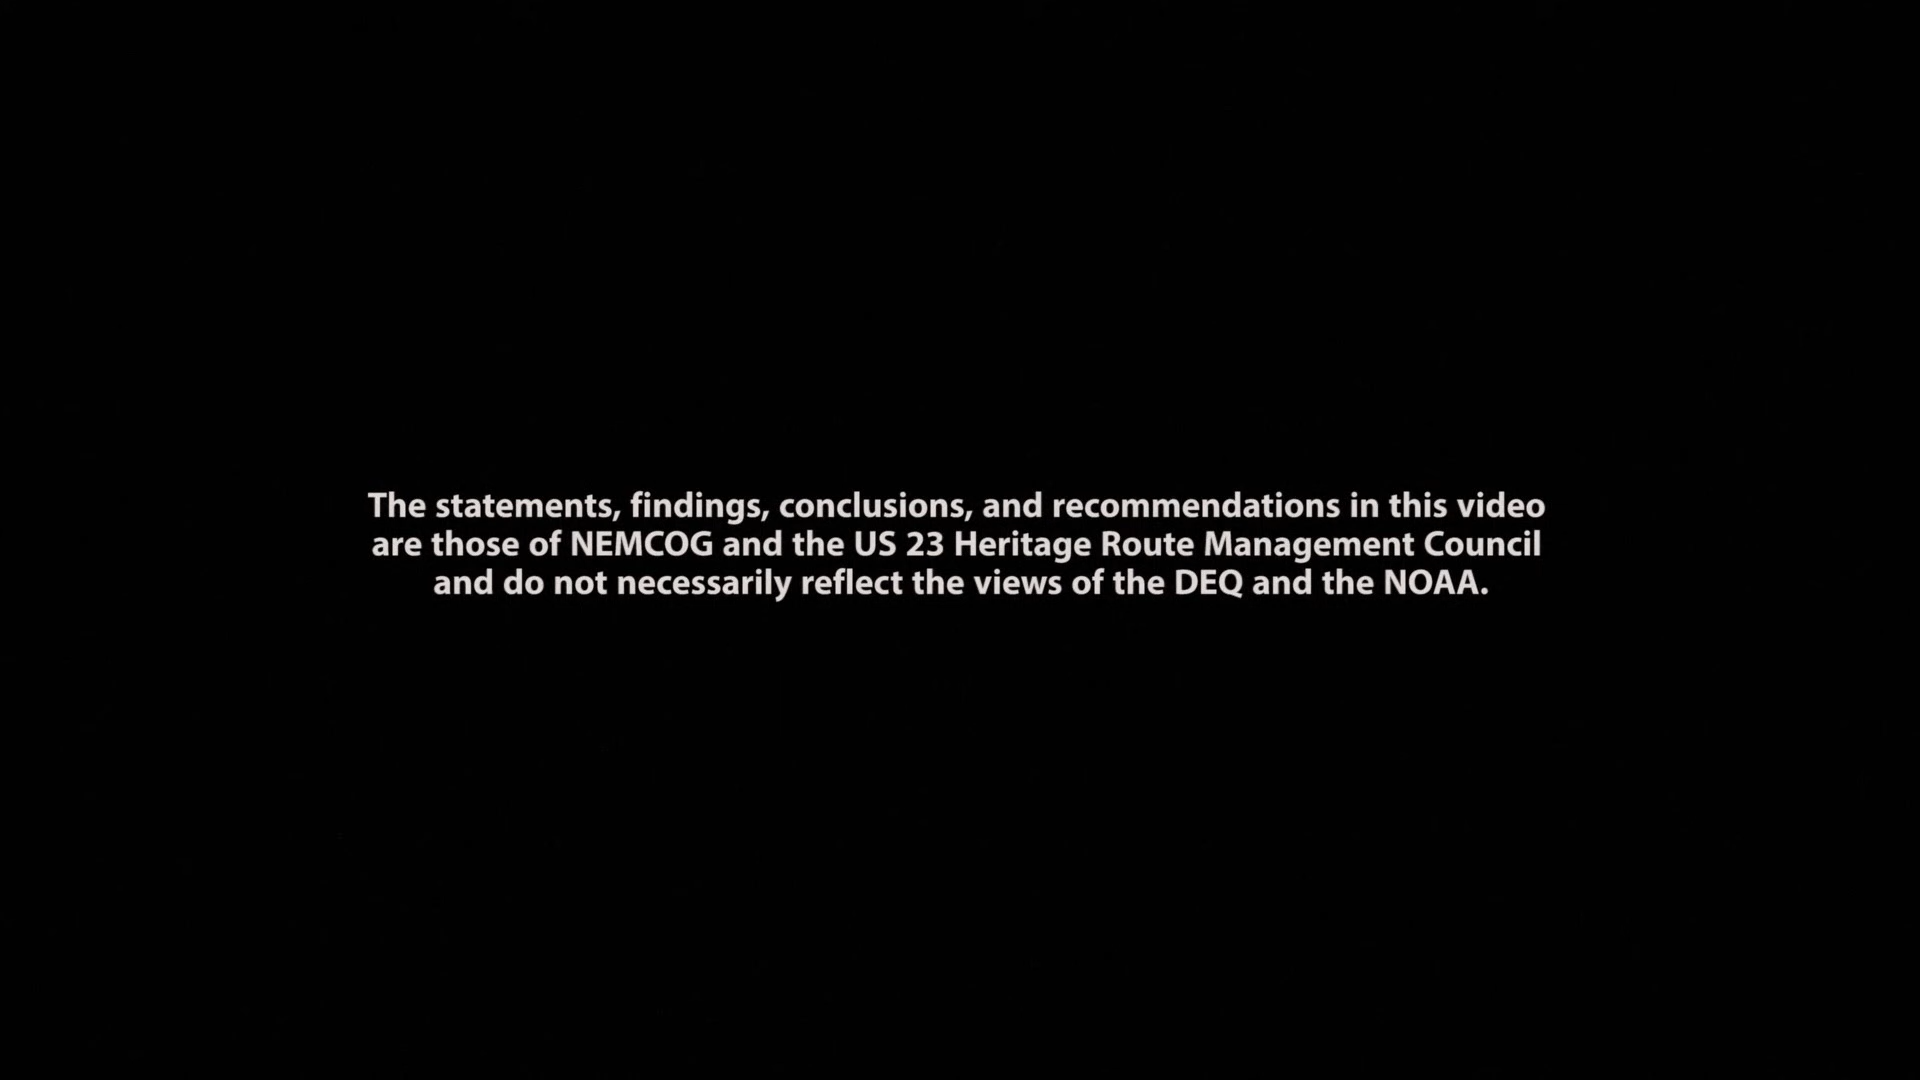 The statements, findings, conclusions, and recommendations in this video
are those of NEMCOG and the US 23 Heritage Route Management Council
and do not necessarily reflect the views of the DEQ and the NOAA.